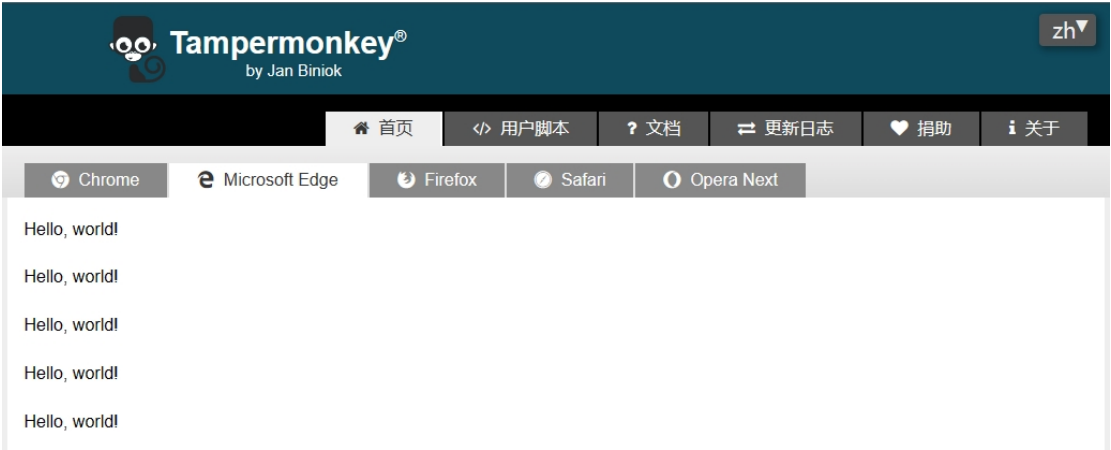 Tampermonkey®
by Jan Biniok
zh▼
首页 </> 用户脚本 ? 文档 更新日志 捐助 i 关于
Chrome Microsoft Edge Firefox Safari Opera Next
Hello, world!
Hello, world!
Hello, world!
Hello, world!
Hello, world!